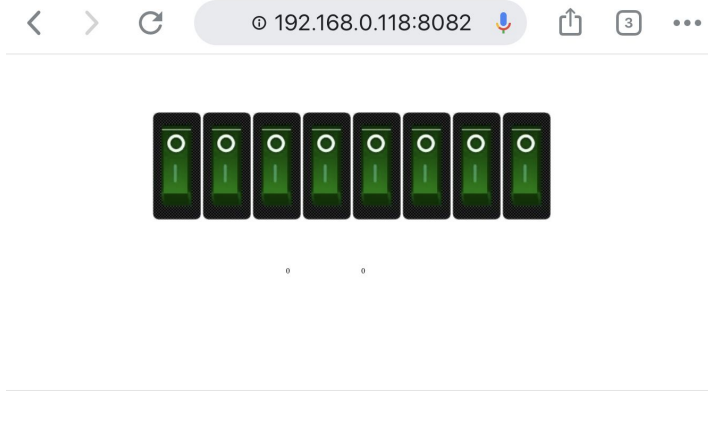 192.168.0.118:8082 3
O O O O O O O O
I I I I I I I I
0 0